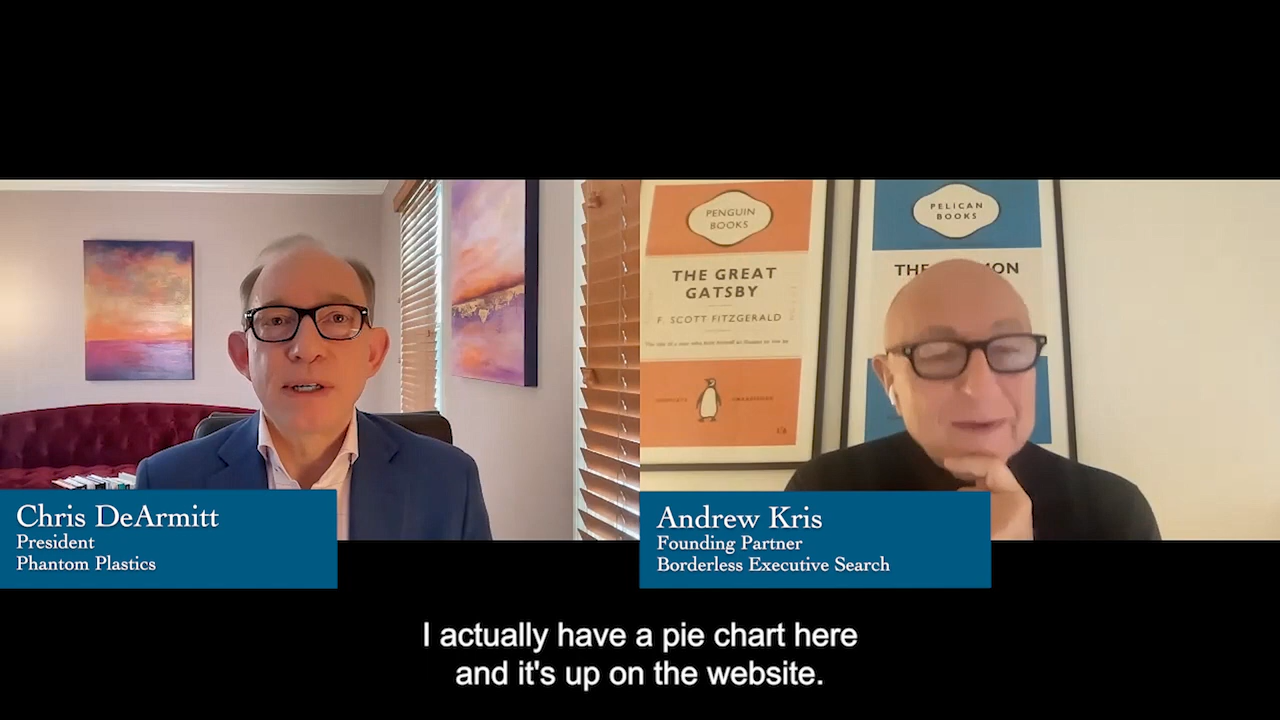 PENGUIN
BOOKS
THE GREAT
GATSBY
F. SCOTT FITZGERALD
PELICAN
BOOKS
Chris DeArmitt
President
Phantom Plastics
Andrew Kris
Founding Partner
Borderless Executive Search
I actually have a pie chart here
and it's up on the website.